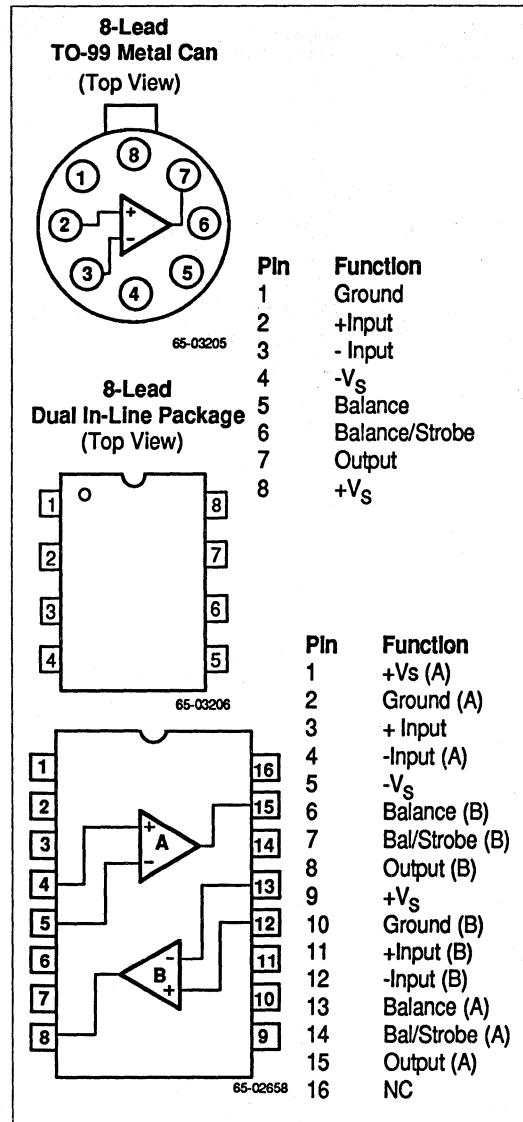 8-Lead
TO-99 Metal Can
(Top View)
8
1
7
2
+
6
3
-
5
4
65-03205
Pin Function
1 Ground
2 +Input
3 - Input
4 -VS
5 Balance
6 Balance/Strobe
7 Output
8 +VS
8-Lead
Dual In-Line Package
(Top View)
1 8
2 7
3 6
4 5
65-03206
1 16
2 15
+
3 A 14
-
4 13
5 12
-
6 11
B
7 + 10
8 9
65-02658
Pin Function
1 +Vs (A)
2 Ground (A)
3 + Input
4 -Input (A)
5 -VS
6 Balance (B)
7 Bal/Strobe (B)
8 Output (B)
9 +VS
10 Ground (B)
11 +Input (B)
12 -Input (B)
13 Balance (A)
14 Bal/Strobe (A)
15 Output (A)
16 NC